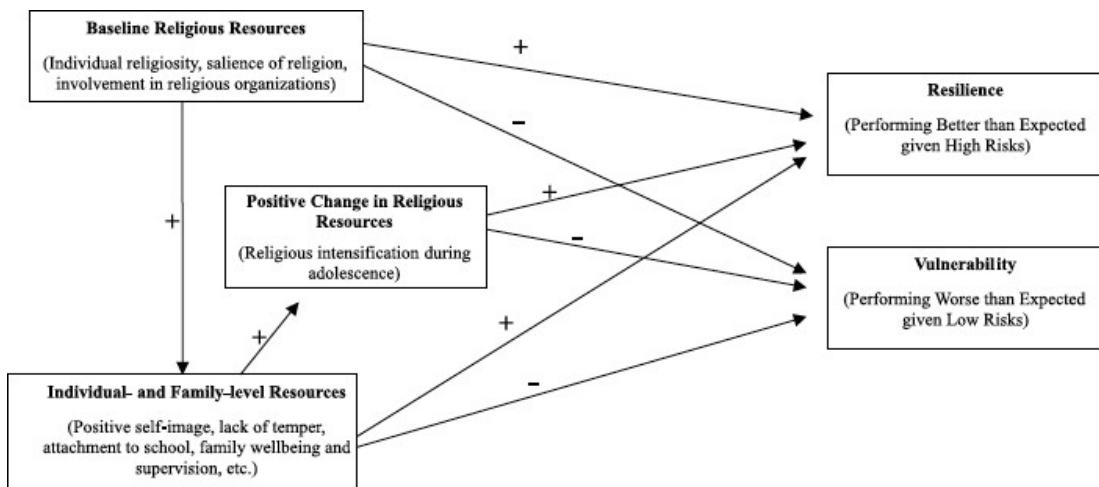 Baseline Religious Resources
(Individual religiosity, salience of religion,
involvement in religious organizations)
+
Resilience
(Performing Better than Expected
given High Risks)
–
+
Positive Change in Religious
Resources
(Religious intensification during
adolescence)
+
–
Vulnerability
(Performing Worse than Expected
given Low Risks)
+
+
Individual- and Family-level Resources
(Positive self-image, lack of temper,
attachment to school, family wellbeing and
supervision, etc.)
–